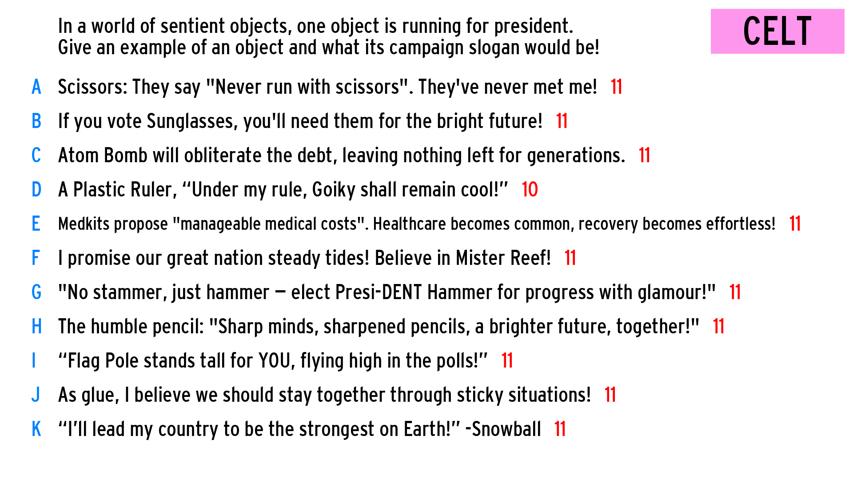 In a world of sentient objects, one object is running for president.
Give an example of an object and what its campaign slogan would be!
CELT
A Scissors: They say "Never run with scissors". They've never met me! 11
B If you vote Sunglasses, you'll need them for the bright future! 11
C Atom Bomb will obliterate the debt, leaving nothing left for generations. 11
D A Plastic Ruler, “Under my rule, Goiky shall remain cool!” 10
E Medkits propose "manageable medical costs". Healthcare becomes common, recovery becomes effortless! 11
F I promise our great nation steady tides! Believe in Mister Reef! 11
G "No stammer, just hammer – elect Presi-DENT Hammer for progress with glamour!" 11
H The humble pencil: "Sharp minds, sharpened pencils, a brighter future, together!" 11
I “Flag Pole stands tall for YOU, flying high in the polls!” 11
J As glue, I believe we should stay together through sticky situations! 11
K “I’ll lead my country to be the strongest on Earth!” -Snowball 11